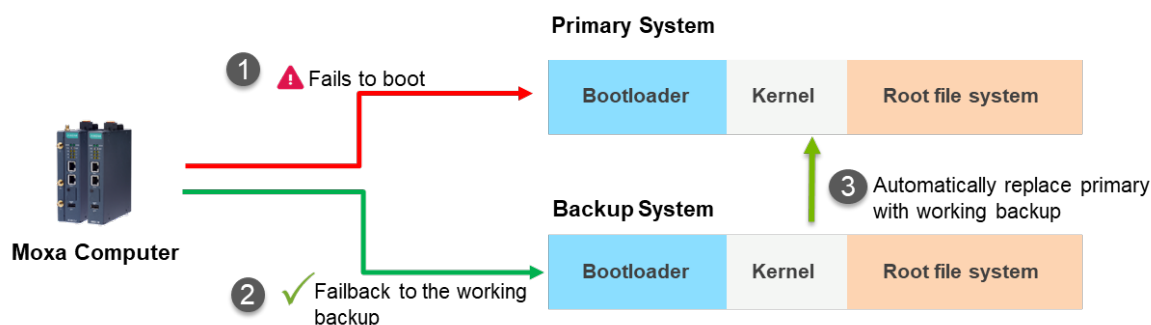 Primary System
1
Fails to boot
Bootloader
Kernel
Root file system
Moxa Computer
3
Automatically replace primary
with working backup
Backup System
Bootloader
Kernel
Root file system
2
Failback to the working
backup